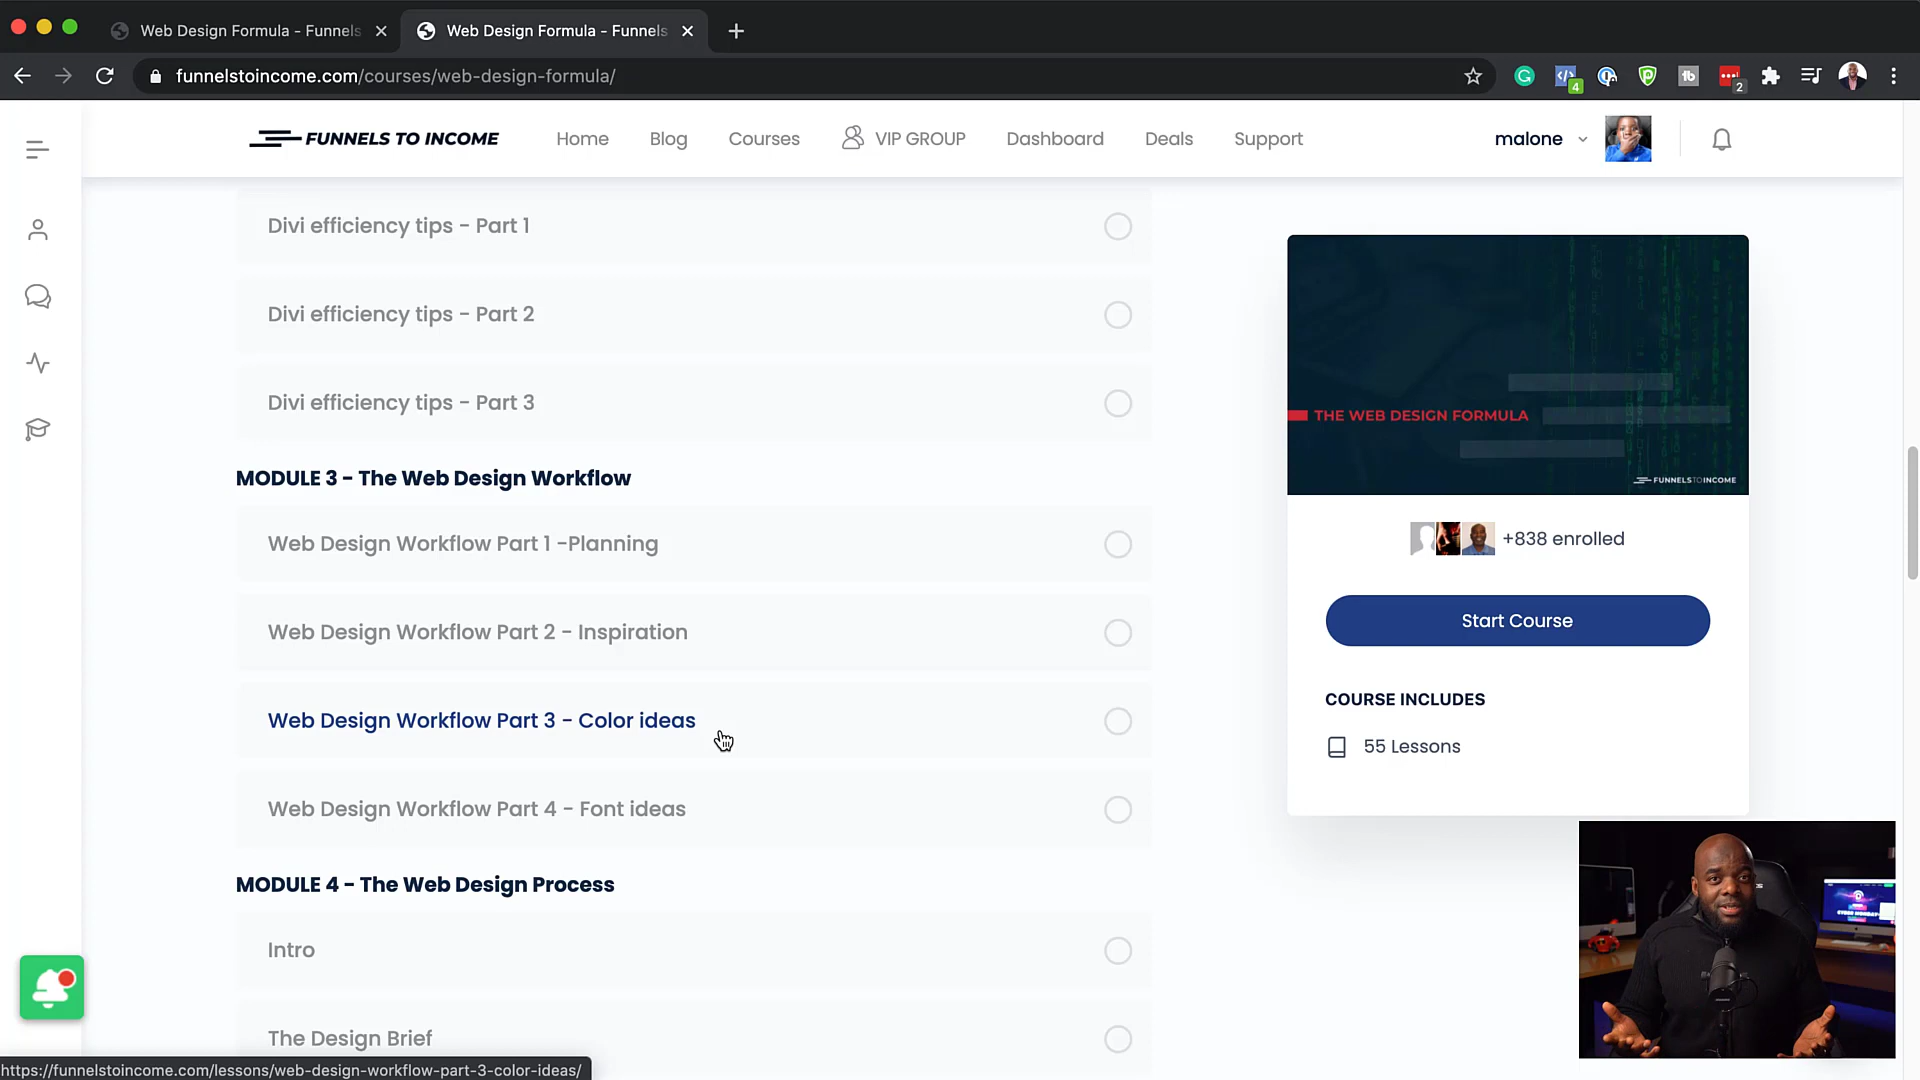 Web Design Formula - Funnels
Web Design Formula - Funnels
funnelstoincome.com/courses/web-design-formula/
4
2
FUNNELS TO INCOME
Home
Blog
Courses
VIP GROUP
Dashboard
Deals
Support
malone
Divi efficiency tips - Part 1
Divi efficiency tips - Part 2
Divi efficiency tips - Part 3
MODULE 3 - The Web Design Workflow
Web Design Workflow Part 1 -Planning
Web Design Workflow Part 2 - Inspiration
Web Design Workflow Part 3 - Color ideas
Web Design Workflow Part 4 - Font ideas
MODULE 4 - The Web Design Process
Intro
The Design Brief
THE WEB DESIGN FORMULA
FUNNELSTOINCOME
+838 enrolled
Start Course
COURSE INCLUDES
55 Lessons
https://funnelstoincome.com/lessons/web-design-workflow-part-3-color-ideas/